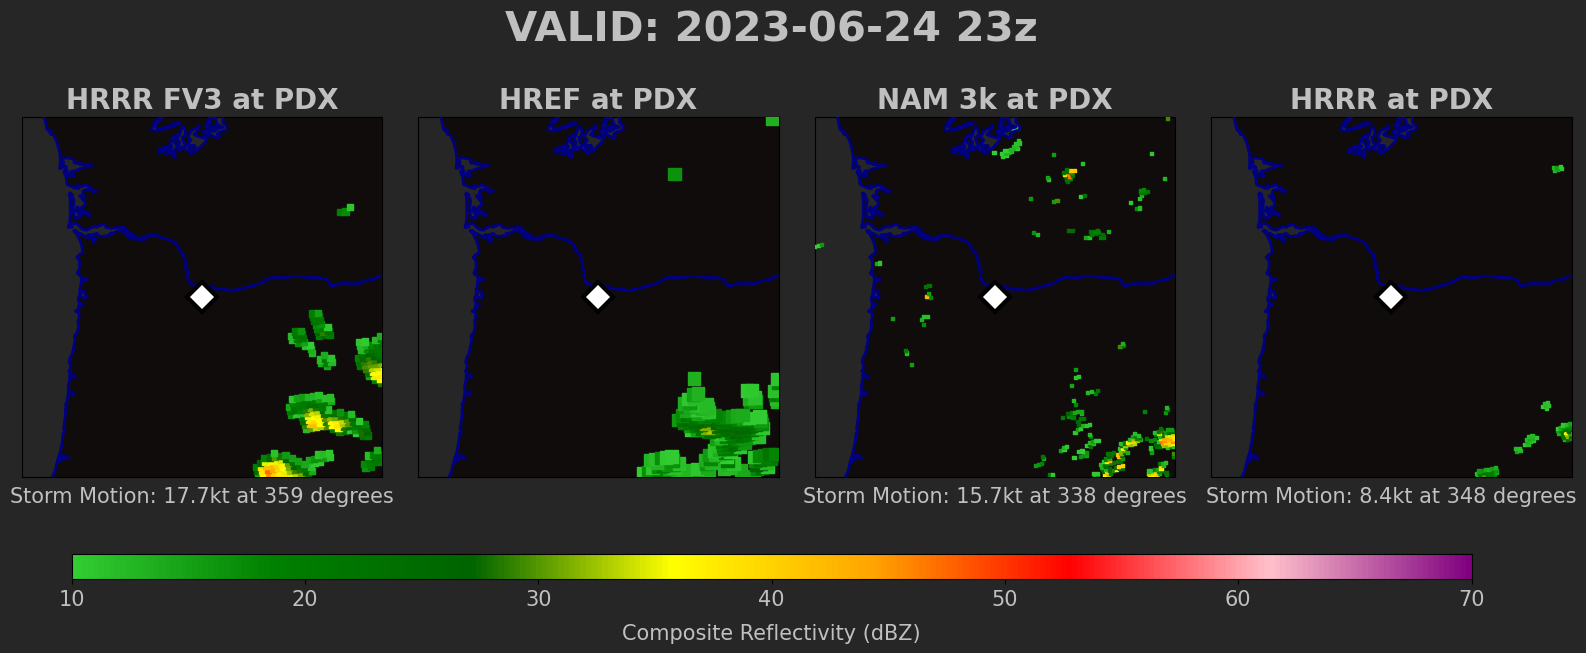 VALID: 2023-06-24 23z
HRRR FV3 at PDX
HREF at PDX
NAM 3k at PDX
HRRR at PDX
Storm Motion: 17.7kt at 359 degrees
Storm Motion: 15.7kt at 338 degrees
Storm Motion: 8.4kt at 348 degrees
10 20 30 40 50 60 70
Composite Reflectivity (dBZ)